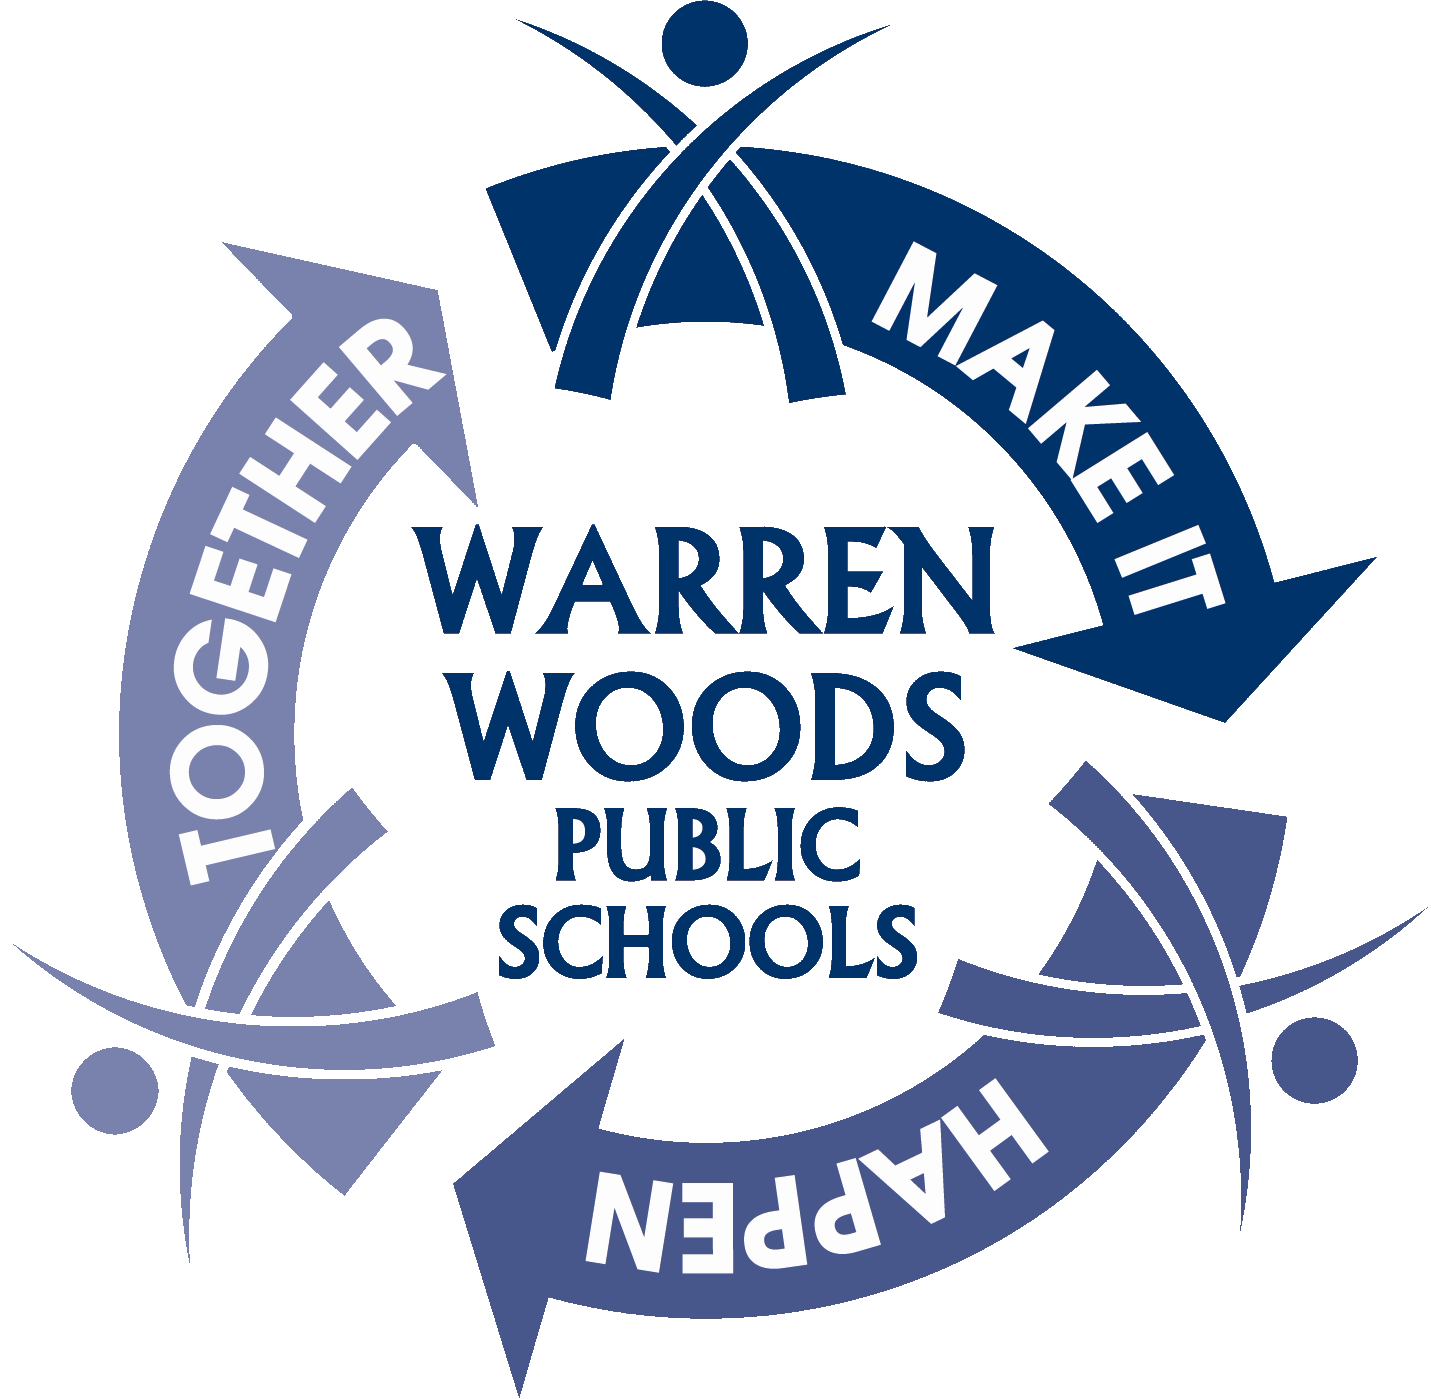 MAKE IT
HAPPEN
TOGETHER
WARREN
WOODS
PUBLIC
SCHOOLS